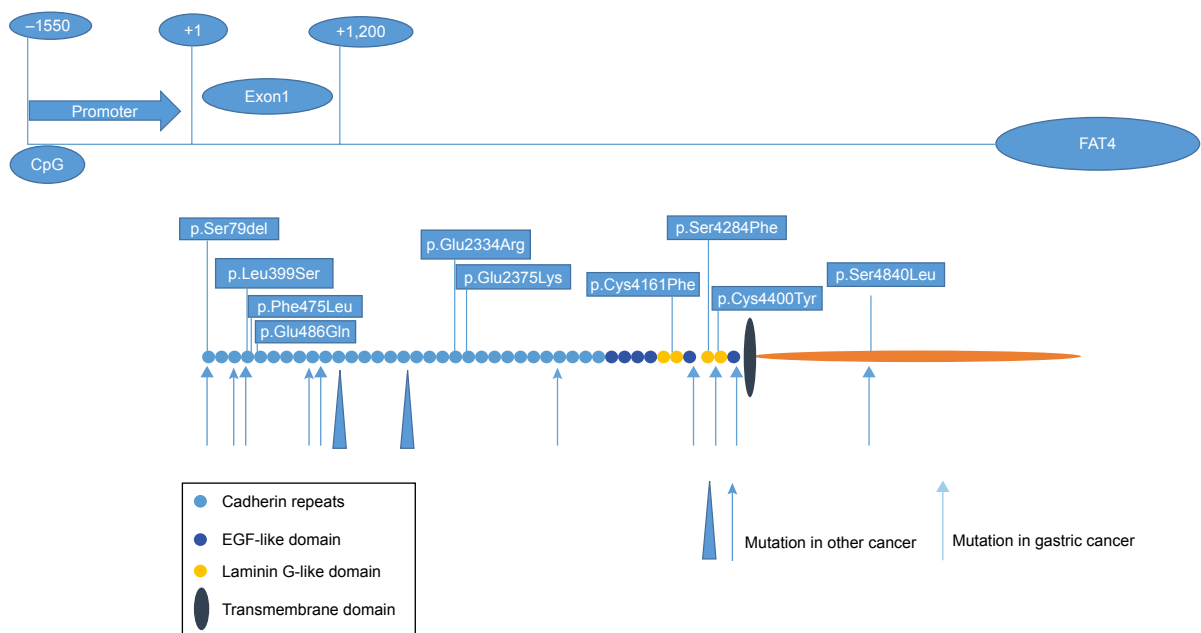 –1550
+1
+1,200
Promoter
Exon1
CpG
FAT4
p.Ser79del
p.Leu399Ser
p.Phe475Leu
p.Glu486Gln
p.Glu2334Arg
p.Glu2375Lys
p.Cys4161Phe
p.Ser4284Phe
p.Cys4400Tyr
p.Ser4840Leu
Cadherin repeats
EGF-like domain
Laminin G-like domain
Transmembrane domain
Mutation in other cancer
Mutation in gastric cancer